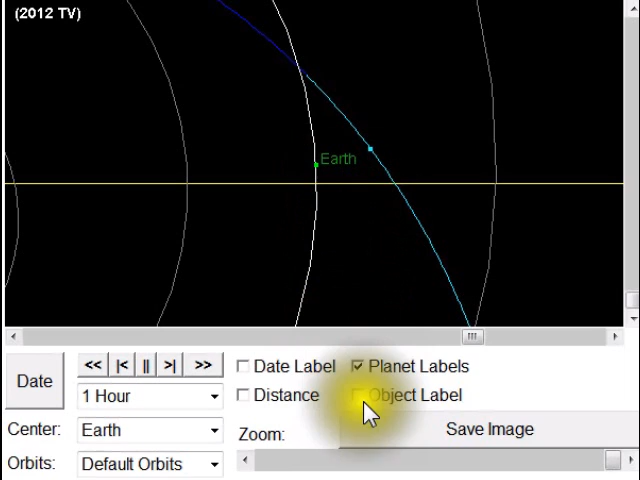 (2012 TV)
Earth
<< |< || >| >> Date Label Planet Labels
Date 1 Hour Distance Object Label
Center: Earth Zoom: Save Image
Orbits: Default Orbits